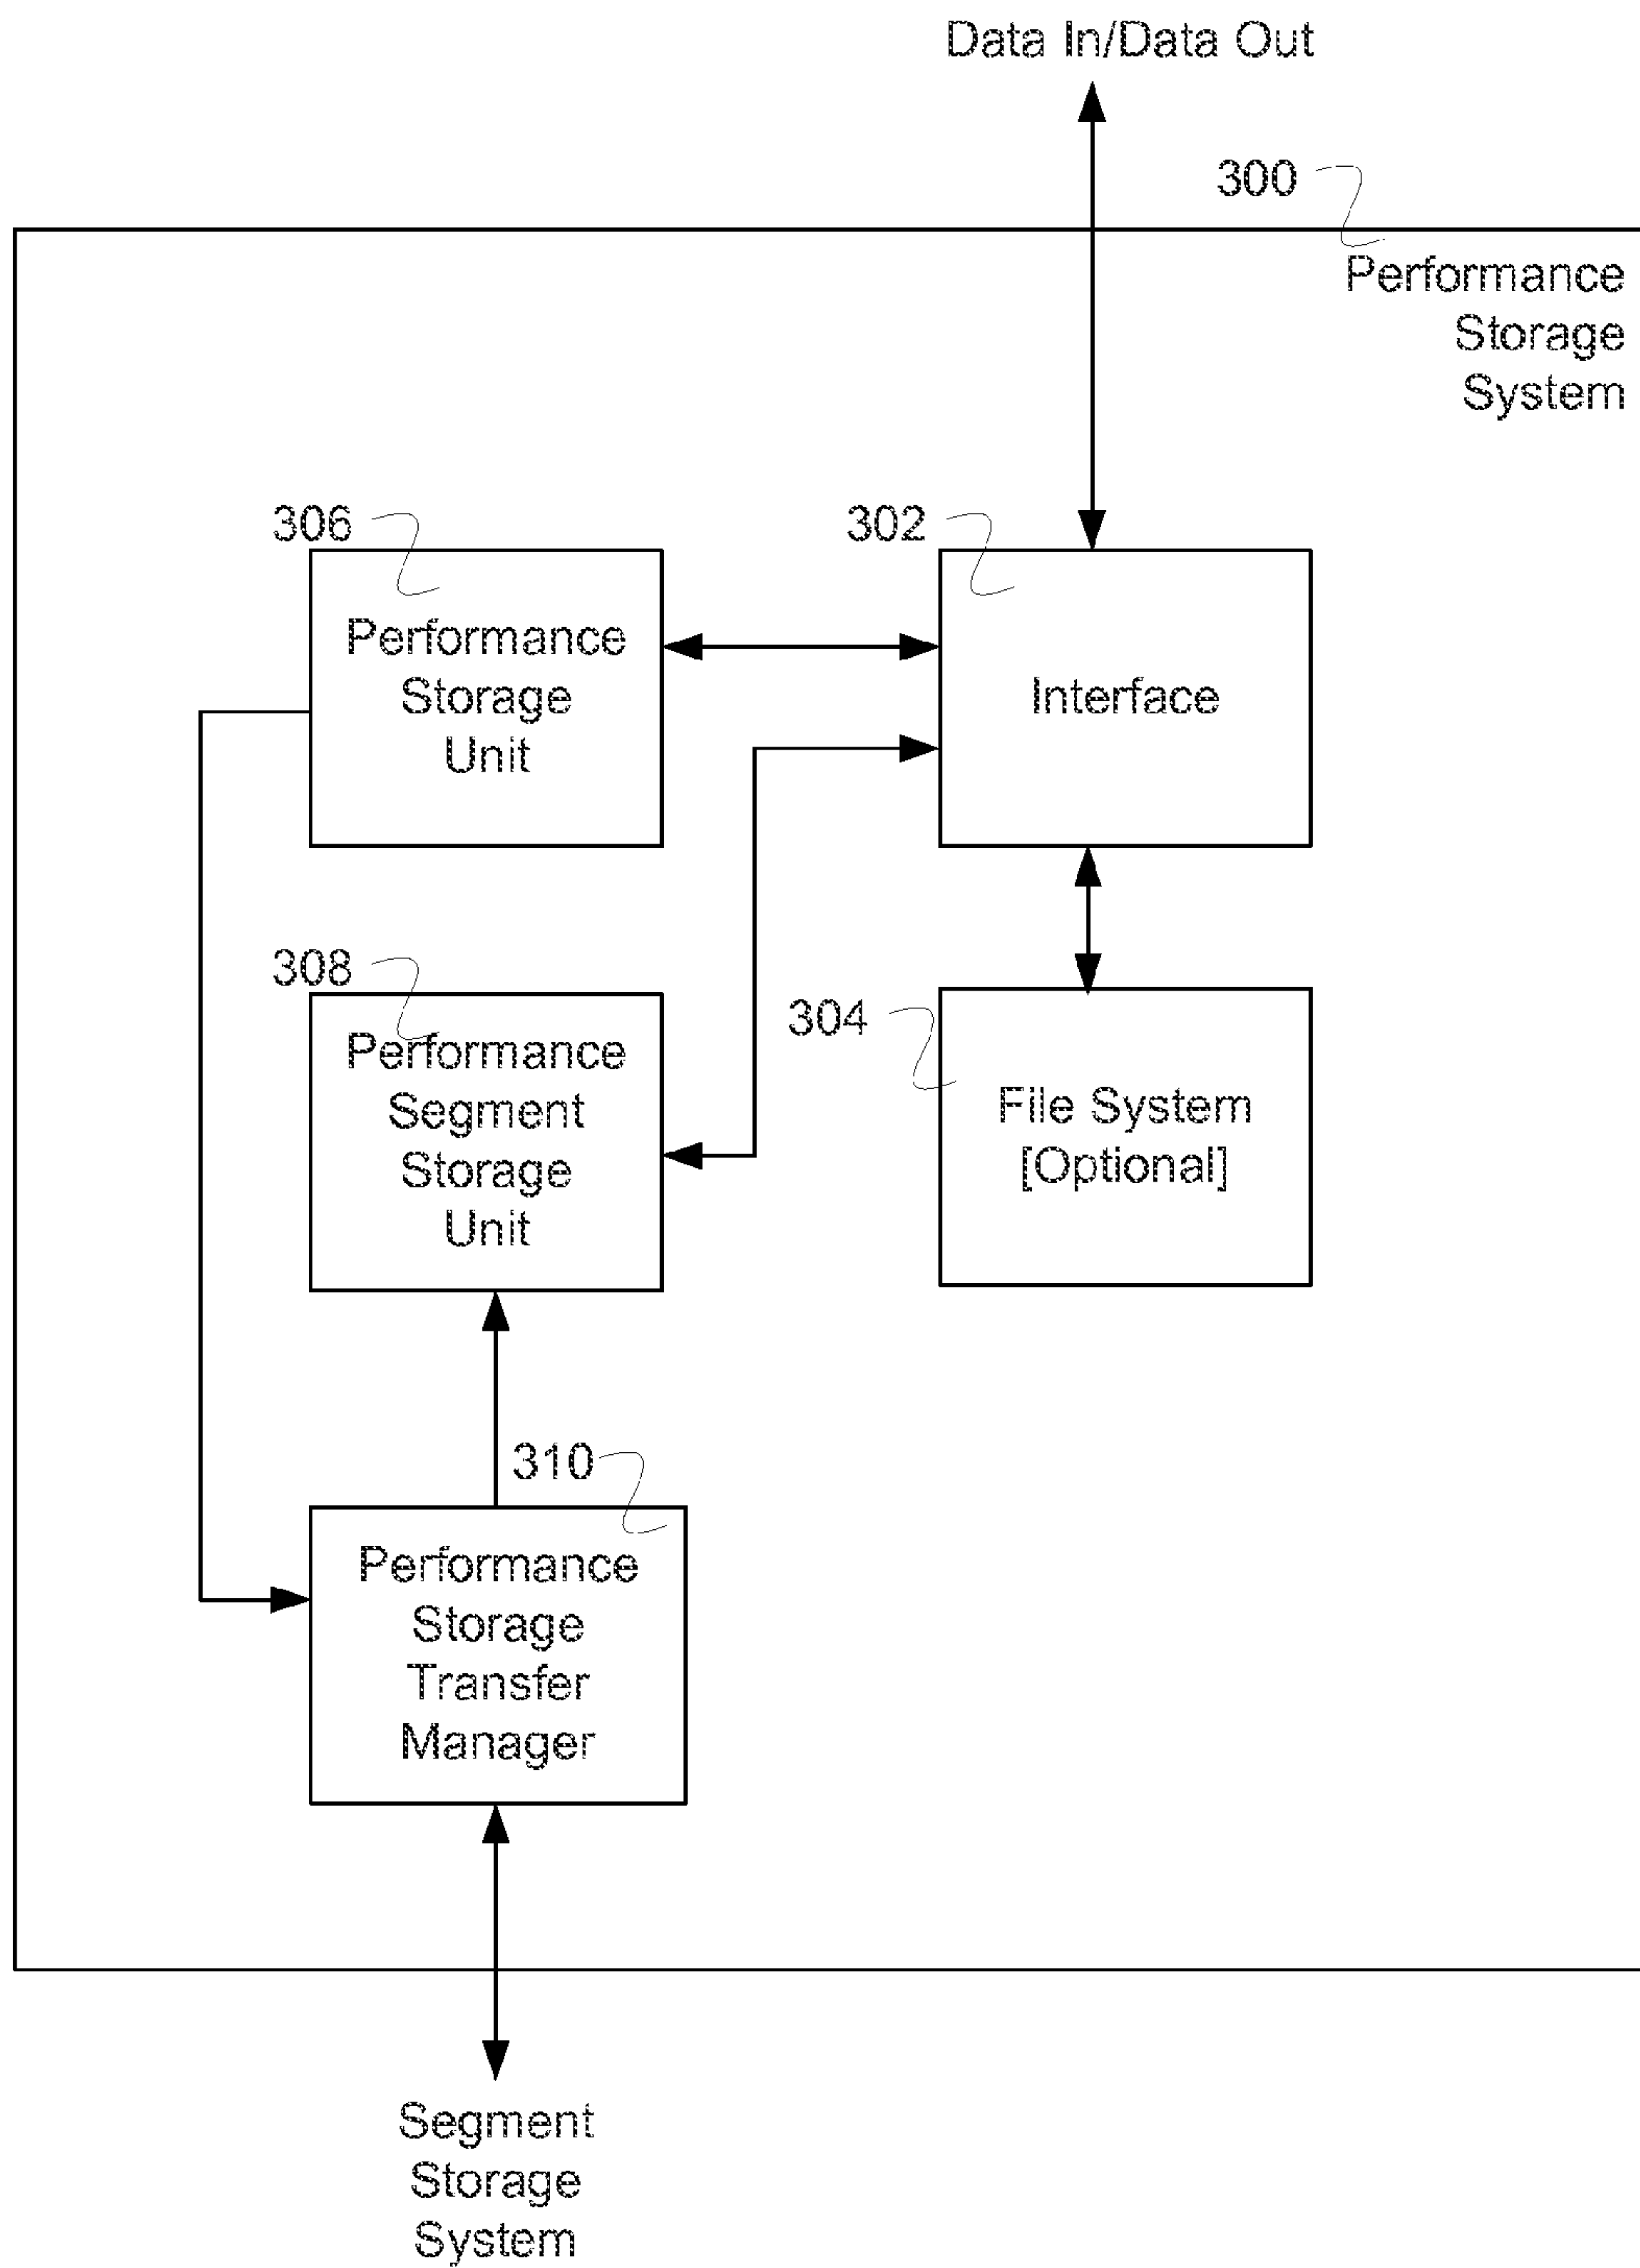 Data In/Data Out
300
Performance
Storage
System
306
302
Performance
Storage
Unit
Interface
308
304
Performance
Segment
Storage
Unit
File System
[Optional]
310
Performance
Storage
Transfer
Manager
Segment
Storage
System